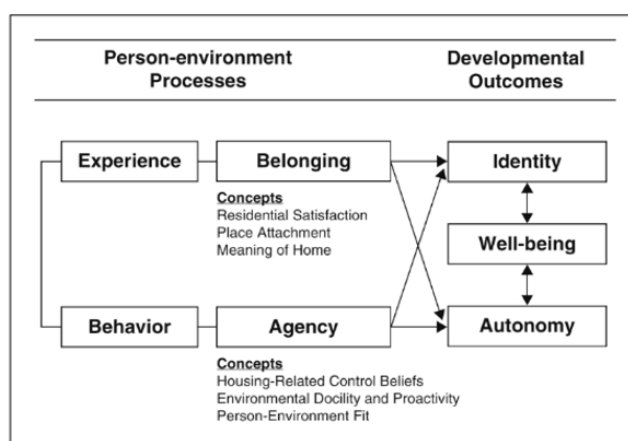 Person-environment
Processes
Developmental
Outcomes
Experience
Belonging
Identity
Concepts
Residential Satisfaction
Place Attachment
Meaning of Home
Well-being
Behavior
Agency
Autonomy
Concepts
Housing-Related Control Beliefs
Environmental Docility and Proactivity
Person-Environment Fit